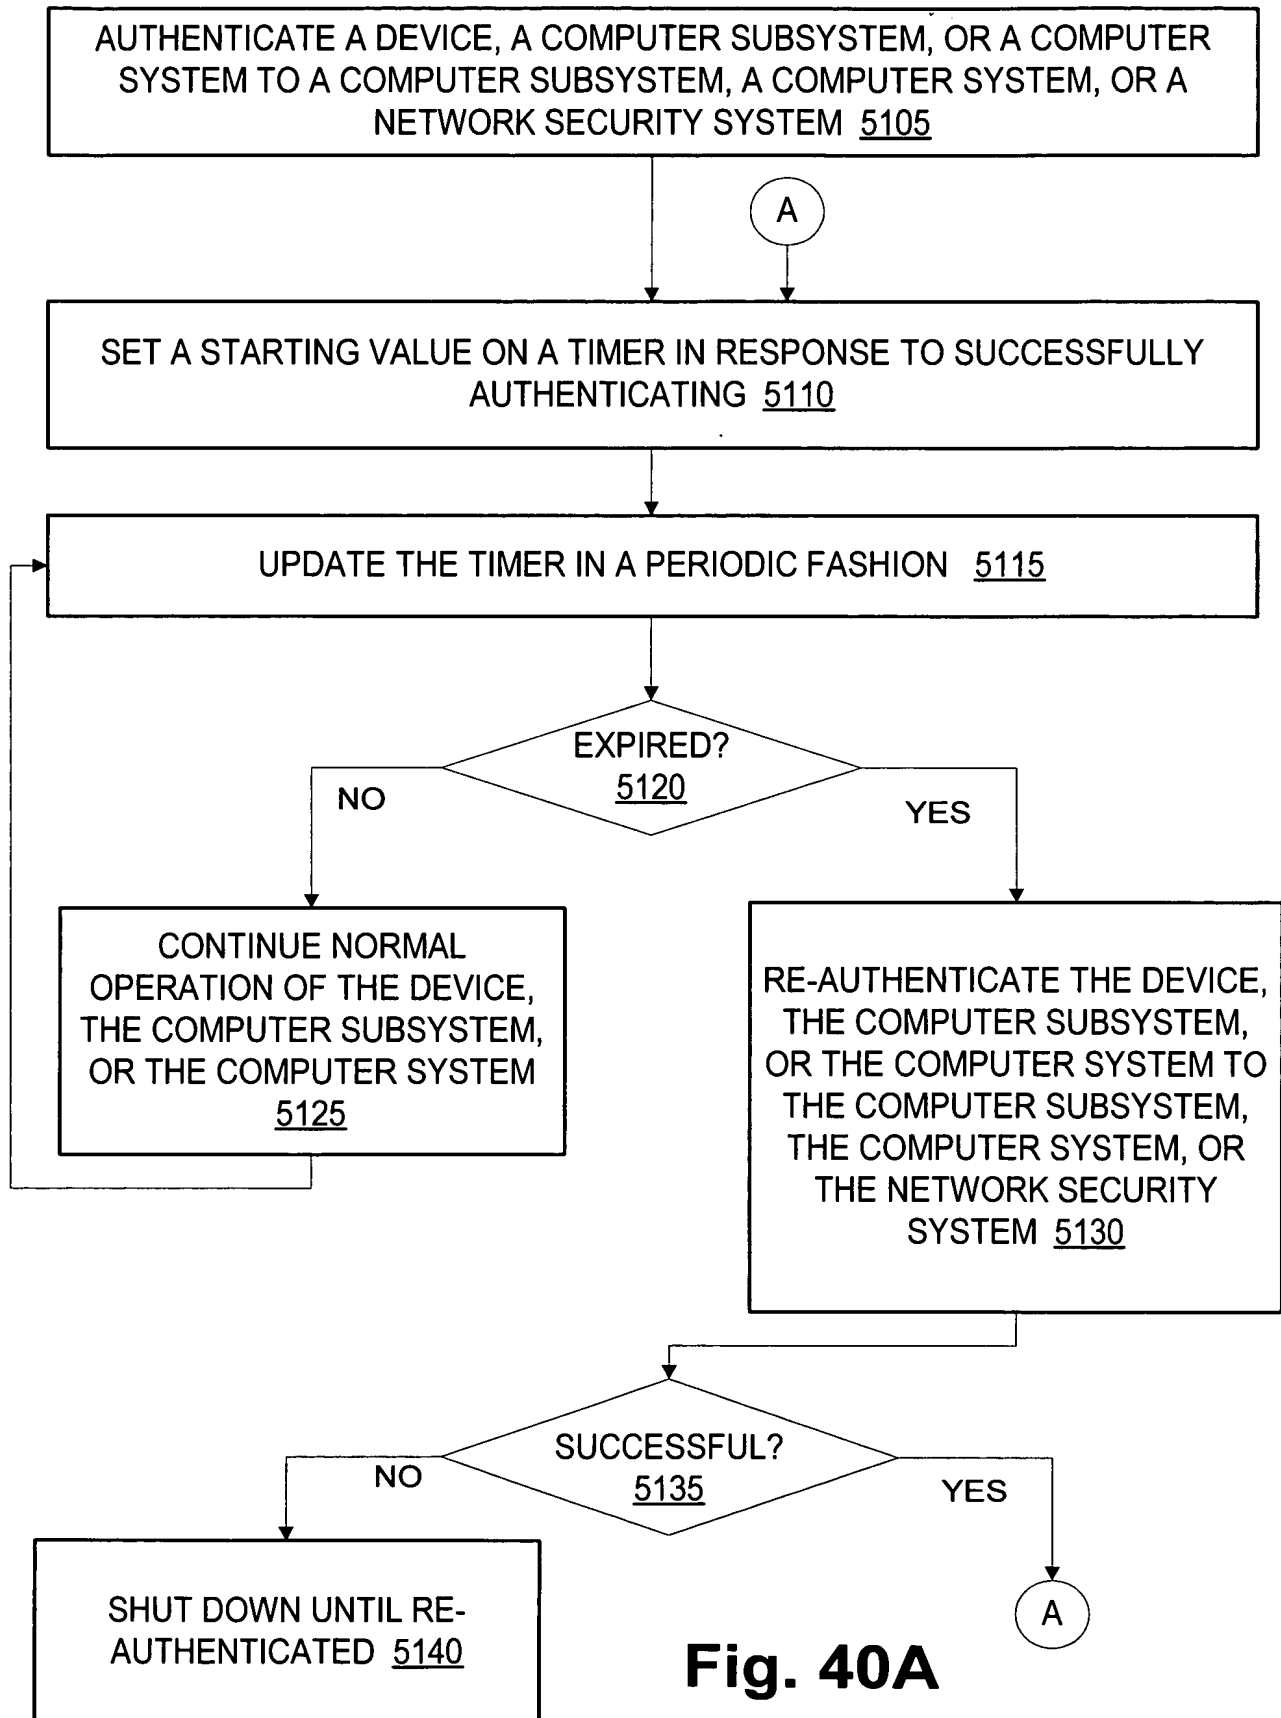 AUTHENTICATE A DEVICE, A COMPUTER SUBSYSTEM, OR A COMPUTER
SYSTEM TO A COMPUTER SUBSYSTEM, A COMPUTER SYSTEM, OR A
NETWORK SECURITY SYSTEM 5105
A
SET A STARTING VALUE ON A TIMER IN RESPONSE TO SUCCESSFULLY
AUTHENTICATING 5110
UPDATE THE TIMER IN A PERIODIC FASHION 5115
EXPIRED?
5120
NO
YES
CONTINUE NORMAL
OPERATION OF THE DEVICE,
THE COMPUTER SUBSYSTEM,
OR THE COMPUTER SYSTEM
5125
RE-AUTHENTICATE THE DEVICE,
THE COMPUTER SUBSYSTEM,
OR THE COMPUTER SYSTEM TO
THE COMPUTER SUBSYSTEM,
THE COMPUTER SYSTEM, OR
THE NETWORK SECURITY
SYSTEM 5130
SUCCESSFUL?
5135
NO
YES
SHUT DOWN UNTIL RE-
AUTHENTICATED 5140
A
Fig. 40A